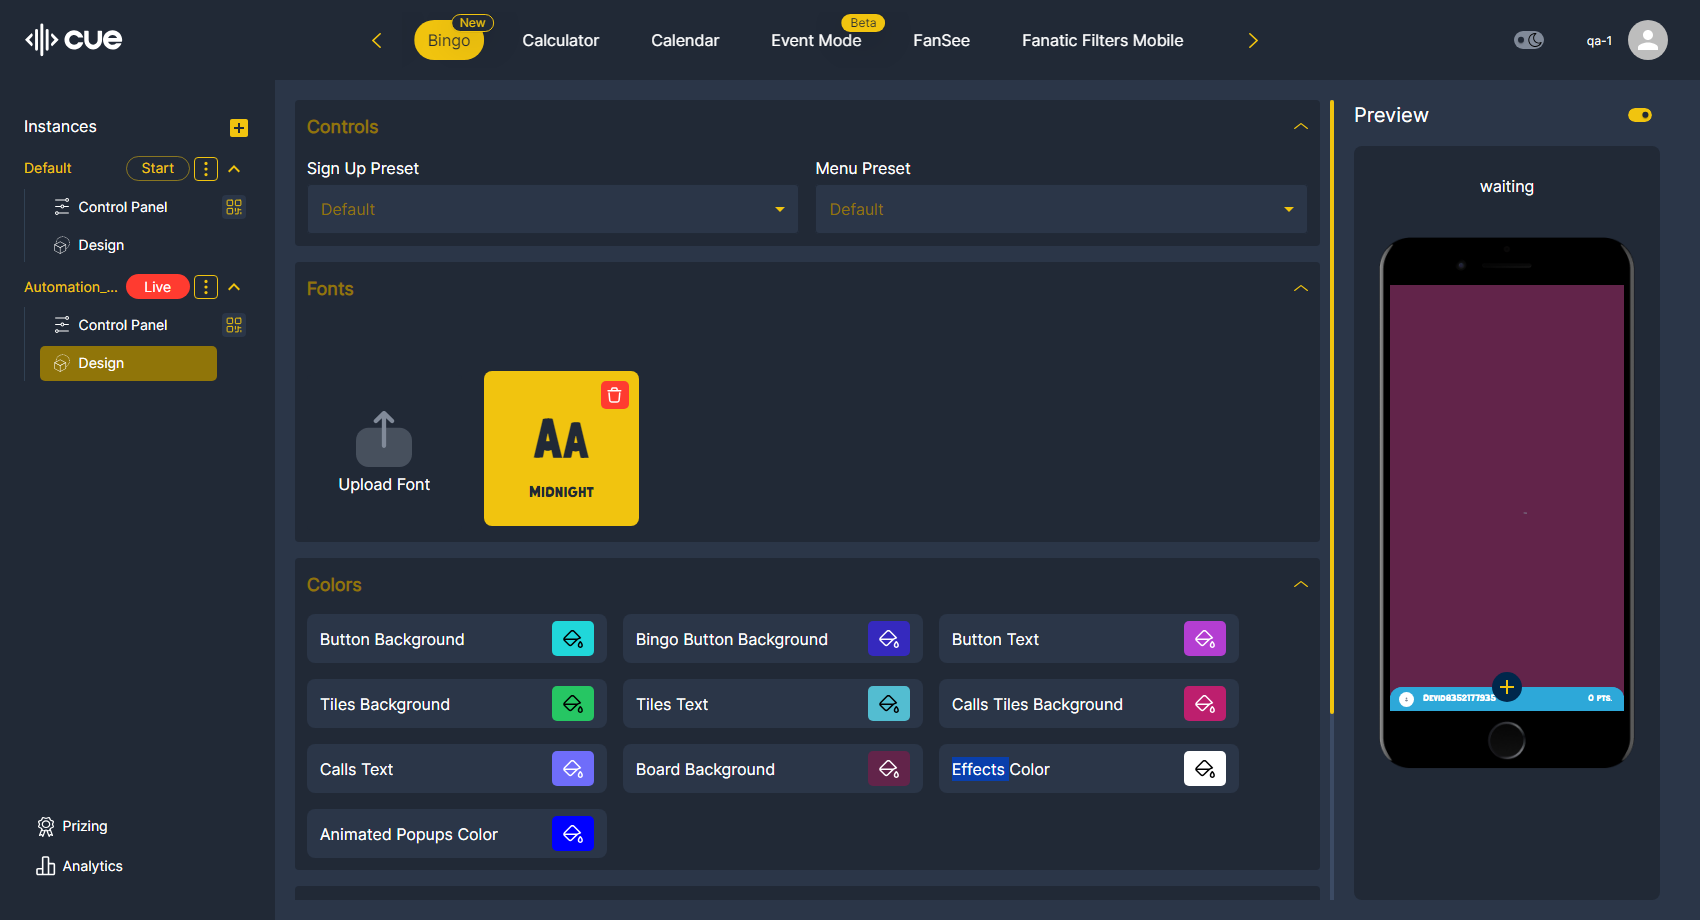 cue
New
Bingo
Calculator
Calendar
Beta
Event Mode
FanSee
Fanatic Filters Mobile
qa-1
Instances
Default
Start
Control Panel
Design
Automation_...
Live
Control Panel
Design
Prizing
Analytics
Controls
Sign Up Preset
Menu Preset
Default
Default
Fonts
Upload Font
AA
MIDNIGHT
Colors
Button Background
Bingo Button Background
Button Text
Tiles Background
Tiles Text
Calls Tiles Background
Calls Text
Board Background
Effects Color
Animated Popups Color
Preview
waiting
0 PTS.